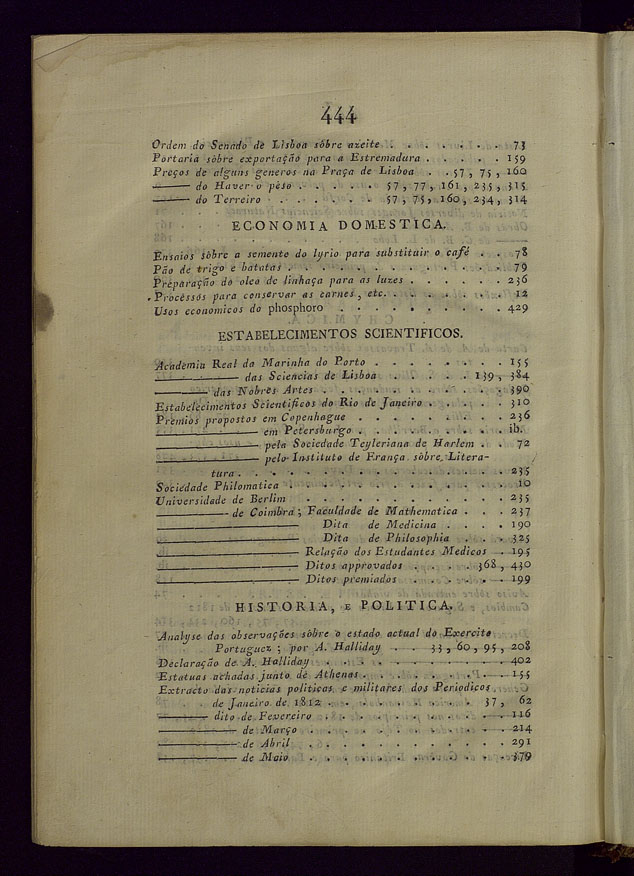 444
Ordem do Senado de Lisboa sôbre azeite . . . . . . . 73
Portaria sôbre exportação para a Estremadura . . . . . 159
Preços de alguns generos na Praça de Lisboa . . 57, 75, 160
—— do Haver o pêso . . . . . 57, 77, 161, 235, 315
—— do Terreiro . . . . . . . 57, 75, 160, 234, 314
ECONOMIA DOMESTICA.
Ensaios sôbre a semente do lyrio para substituir o café . . 78
Pão de trigo e batatas . . . . . . . . . . . . . 79
Preparação do oleo de linhaça para as luzes . . . . . . 236
Processos para conservar as carnes, etc. . . . . . . . 12
Usos economicos do phosphoro . . . . . . . . . . 429
ESTABELECIMENTOS SCIENTIFICOS.
Academia Real da Marinha do Porto . . . . . . . . 155
———— das Sciencias de Lisboa . . . . . 139, 384
——— das Nobres Artes . . . . . . . . . . . 390
Estabelecimentos Scientificos do Rio de Janeiro . . . . . 310
Premios propostos em Copenhague . . . . . . . . . 236
————— em Petersburgo . . . . . . . . . . ib.
————— pela Sociedade Teyleriana de Harlem . . 72
————— pelo Instituto de França sôbre Litera-
tura . . . . . . . . . . . . . . . 235
Sociedade Philomatica . . . . . . . . . . . . . 10
Universidade de Berlim . . . . . . . . . . . . 235
———— de Coimbra; Faculdade de Mathematica . . . 237
———————— Dita de Medicina . . . . 190
———————— Dita de Philosophia . . . 325
———————— Relação dos Estudantes Medicos . 195
———————— Ditos approvados . . . . 368, 430
———————— Ditos premiados . . . . . . 199
HISTORIA, E POLITICA.
Analyse das observações sôbre o estado actual do Exercito
Portuguez; por A. Halliday . . 33, 60, 95, 208
Declaração de A. Halliday . . . . . . . . . . . 402
Estatuas achadas junto de Athenas . . . . . . . . . 155
Extracto das noticias politicas e militares dos Periodicos
de Janeiro de 1812 . . . . . . . . . 37, 62
——— dito de Fevereiro . . . . . . . . . . . 116
———— de Março . . . . . . . . . . . . . 214
———— de Abril . . . . . . . . . . . . . 291
———— de Maio . . . . . . . . . . . . . 379